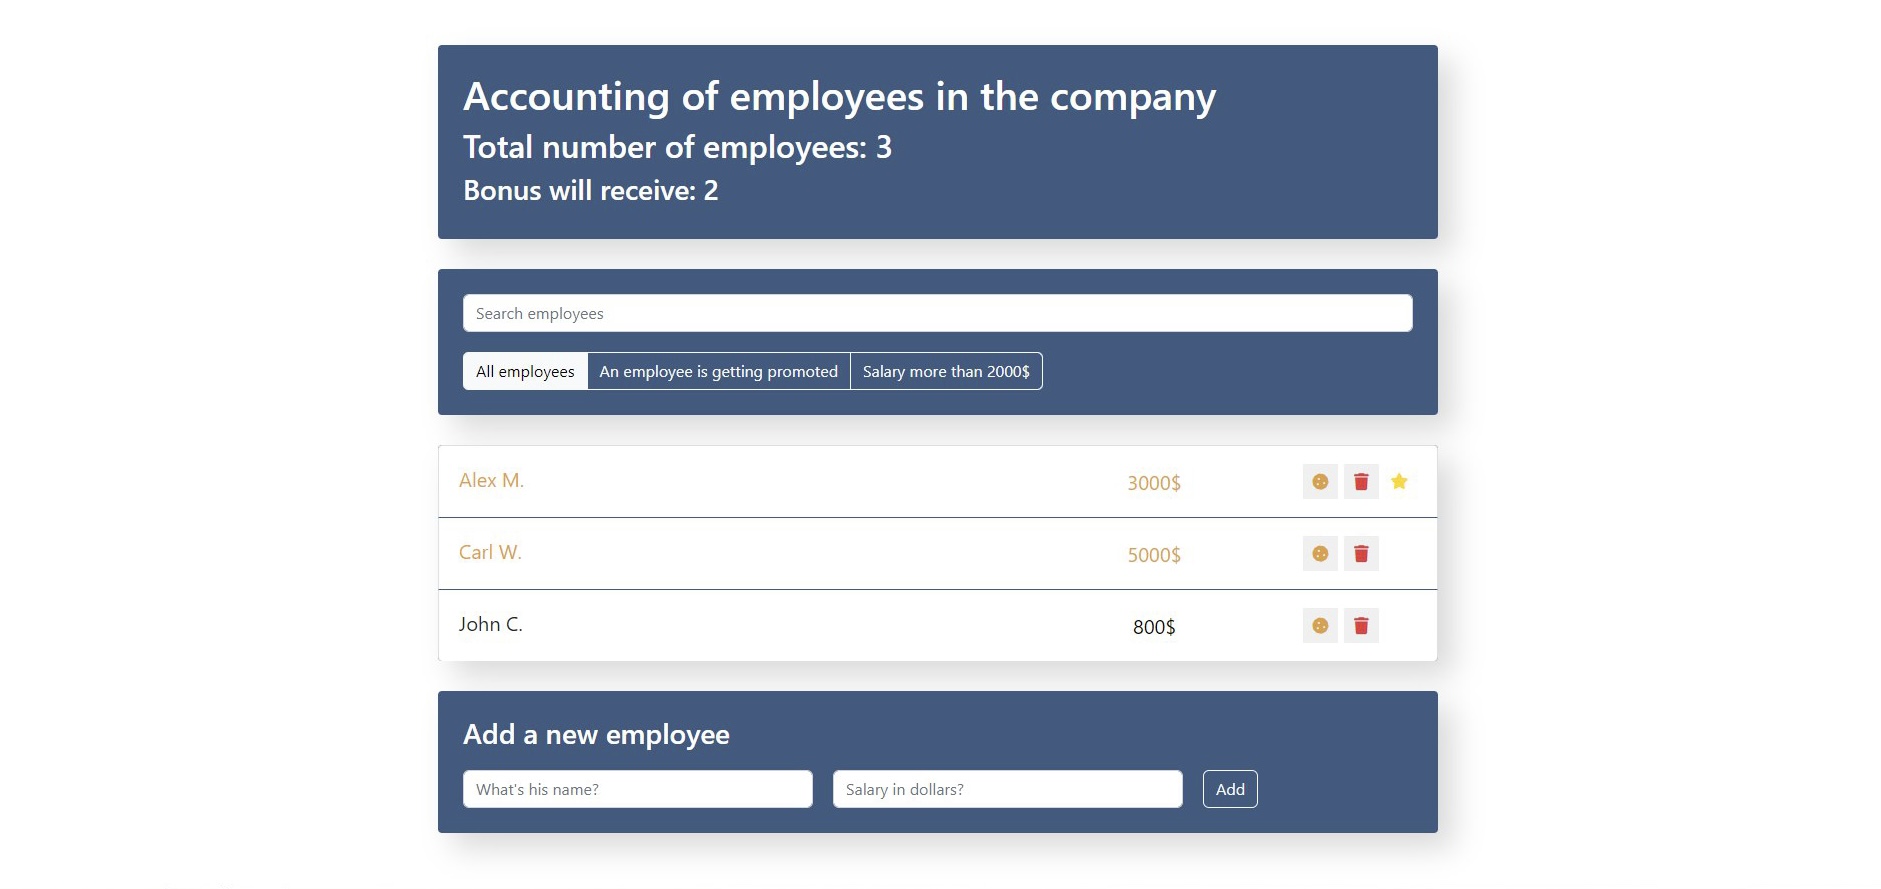 Accounting of employees in the company
Total number of employees: 3
Bonus will receive: 2
Search employees
All employees An employee is getting promoted Salary more than 2000$
Alex M. 3000$
Carl W. 5000$
John C. 800$
Add a new employee
What's his name? Salary in dollars? Add